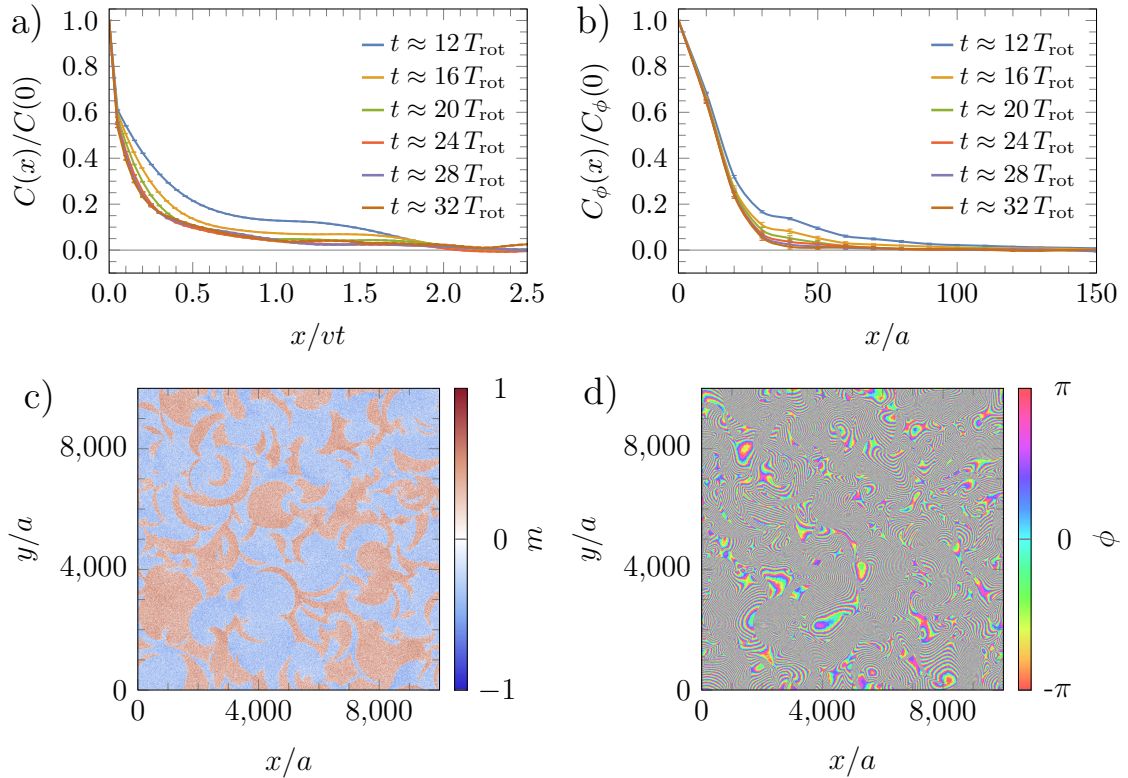 a)
C(x)/C(0)
1.0
0.8
0.6
0.4
0.2
0.0
t ≈ 12 T_rot
t ≈ 16 T_rot
t ≈ 20 T_rot
t ≈ 24 T_rot
t ≈ 28 T_rot
t ≈ 32 T_rot
0.0 0.5 1.0 1.5 2.0 2.5
x/vt
b)
C_ϕ(x)/C_ϕ(0)
1.0
0.8
0.6
0.4
0.2
0.0
t ≈ 12 T_rot
t ≈ 16 T_rot
t ≈ 20 T_rot
t ≈ 24 T_rot
t ≈ 28 T_rot
t ≈ 32 T_rot
0 50 100 150
x/a
c)
y/a
8,000
4,000
0
0 4,000 8,000
x/a
1
0
−1
m
d)
y/a
8,000
4,000
0
0 4,000 8,000
x/a
π
0
-π
ϕ